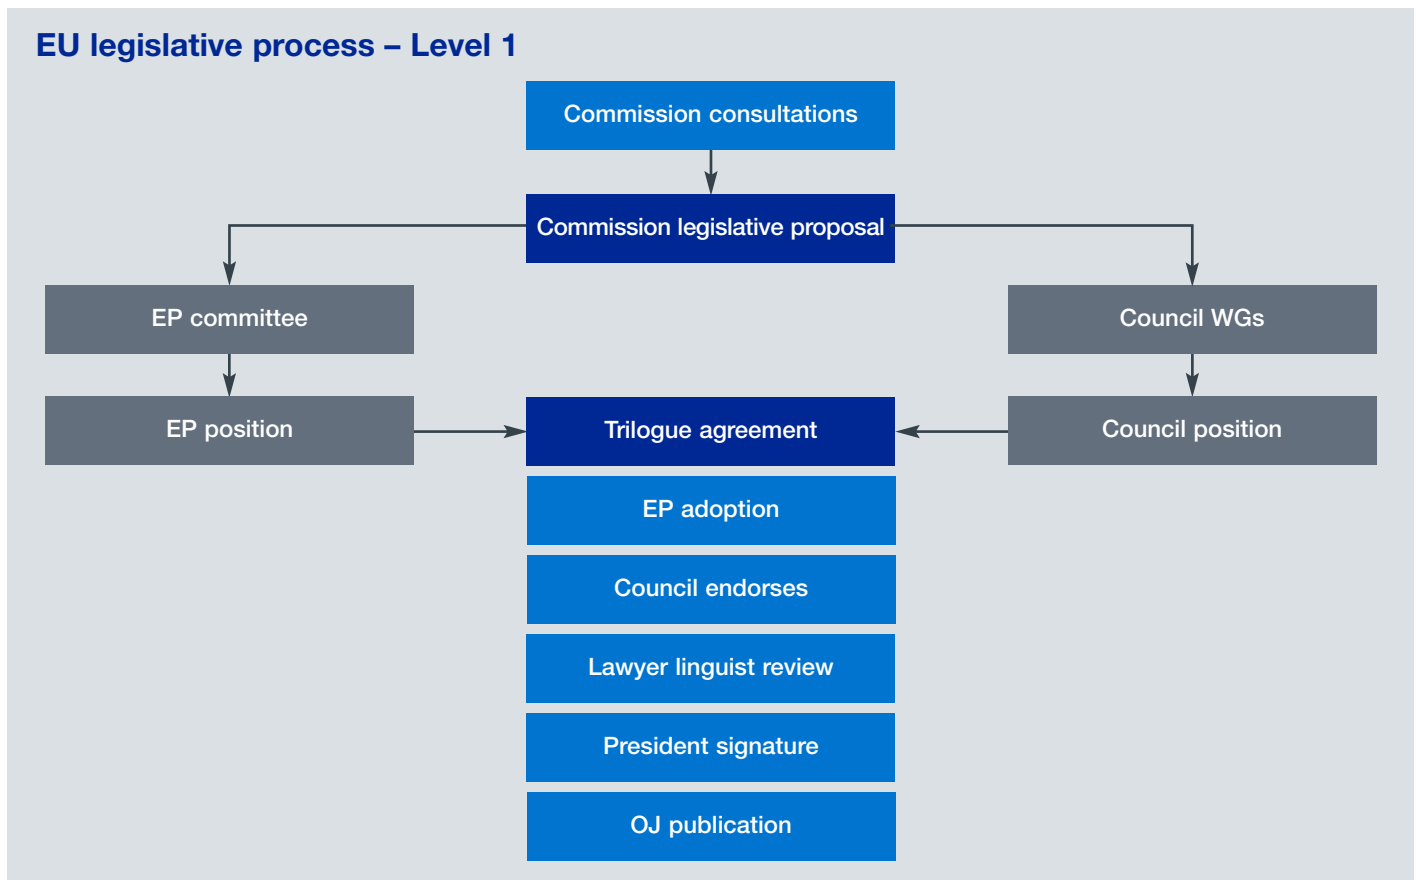 EU legislative process – Level 1
Commission consultations
Commission legislative proposal
EP committee
Council WGs
EP position
Trilogue agreement
Council position
EP adoption
Council endorses
Lawyer linguist review
President signature
OJ publication